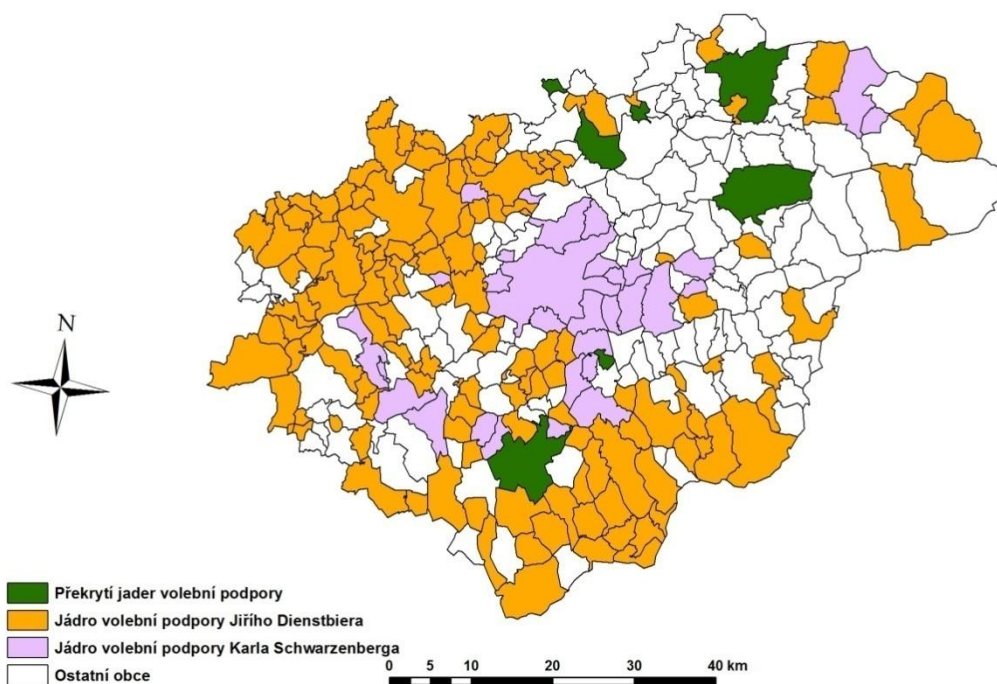 N
Překrytí jader volební podpory
Jádro volební podpory Jiřího Dienstbiera
Jádro volební podpory Karla Schwarzenberga
Ostatní obce
0 5 10 20 30 40 km